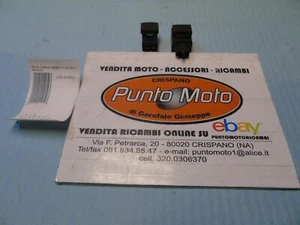 VENDITA MOTO - ACCESSORI - RICAMBI
CRISPANO
Punto Moto
di Garofalo Giuseppe
VENDITA RICAMBI ONLINE SU ebay
PUNTOMOTORICAMBI
Via F. Petrarca, 20 - 80020 CRISPANO (NA)
Tel/fax 081.834.88.47 - e-mail: puntomoto1@alice.it
cell. 320.0306370